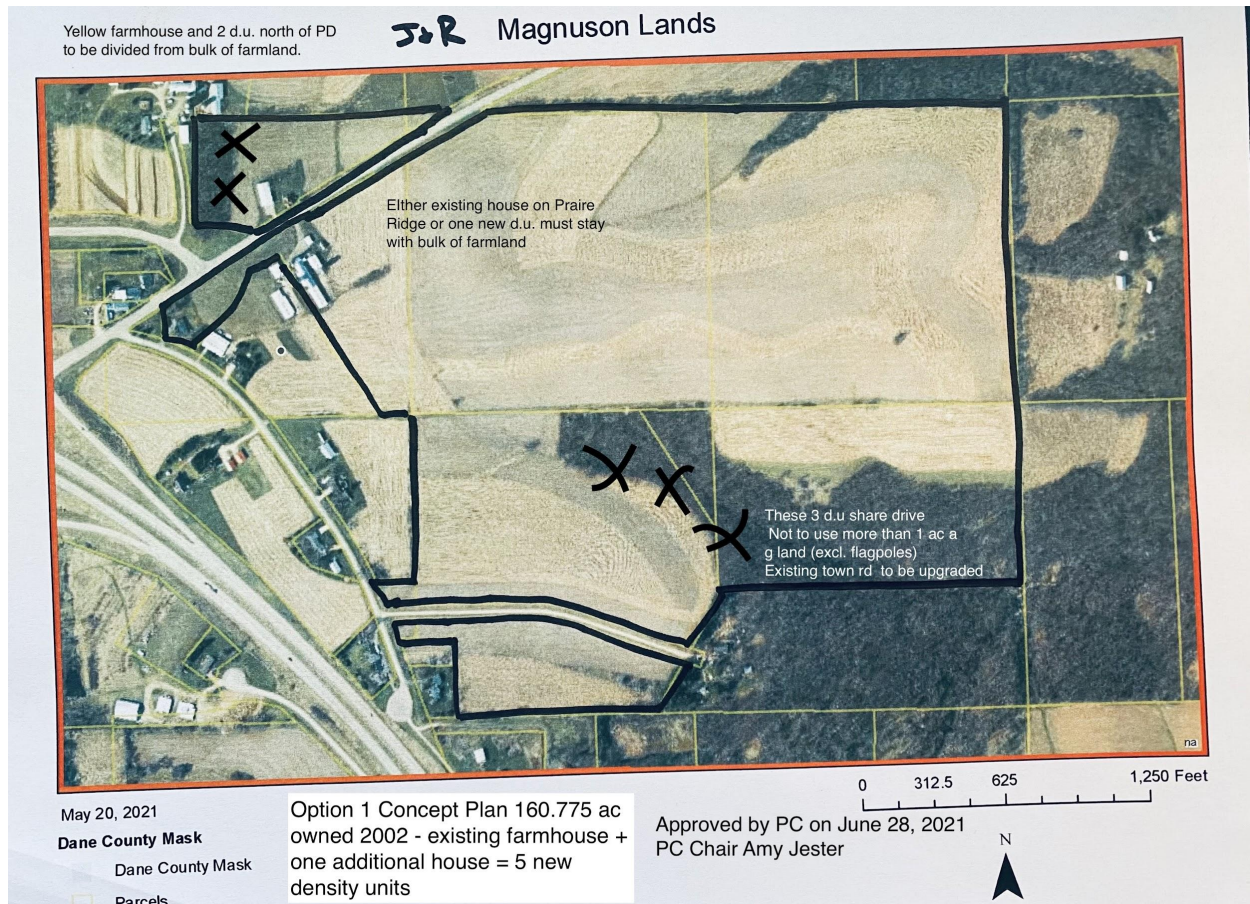 Yellow farmhouse and 2 d.u. north of PD
to be divided from bulk of farmland.
J&R Magnuson Lands
EIther existing house on Praire
Ridge or one new d.u. must stay
with bulk of farmland
These 3 d.u share drive
Not to use more than 1 ac a
g land (excl. flagpoles)
Existing town rd to be upgraded
na
0 312.5 625 1,250 Feet
May 20, 2021
Dane County Mask
Dane County Mask
Parcels
Option 1 Concept Plan 160.775 ac
owned 2002 - existing farmhouse +
one additional house = 5 new
density units
Approved by PC on June 28, 2021
PC Chair Amy Jester
N